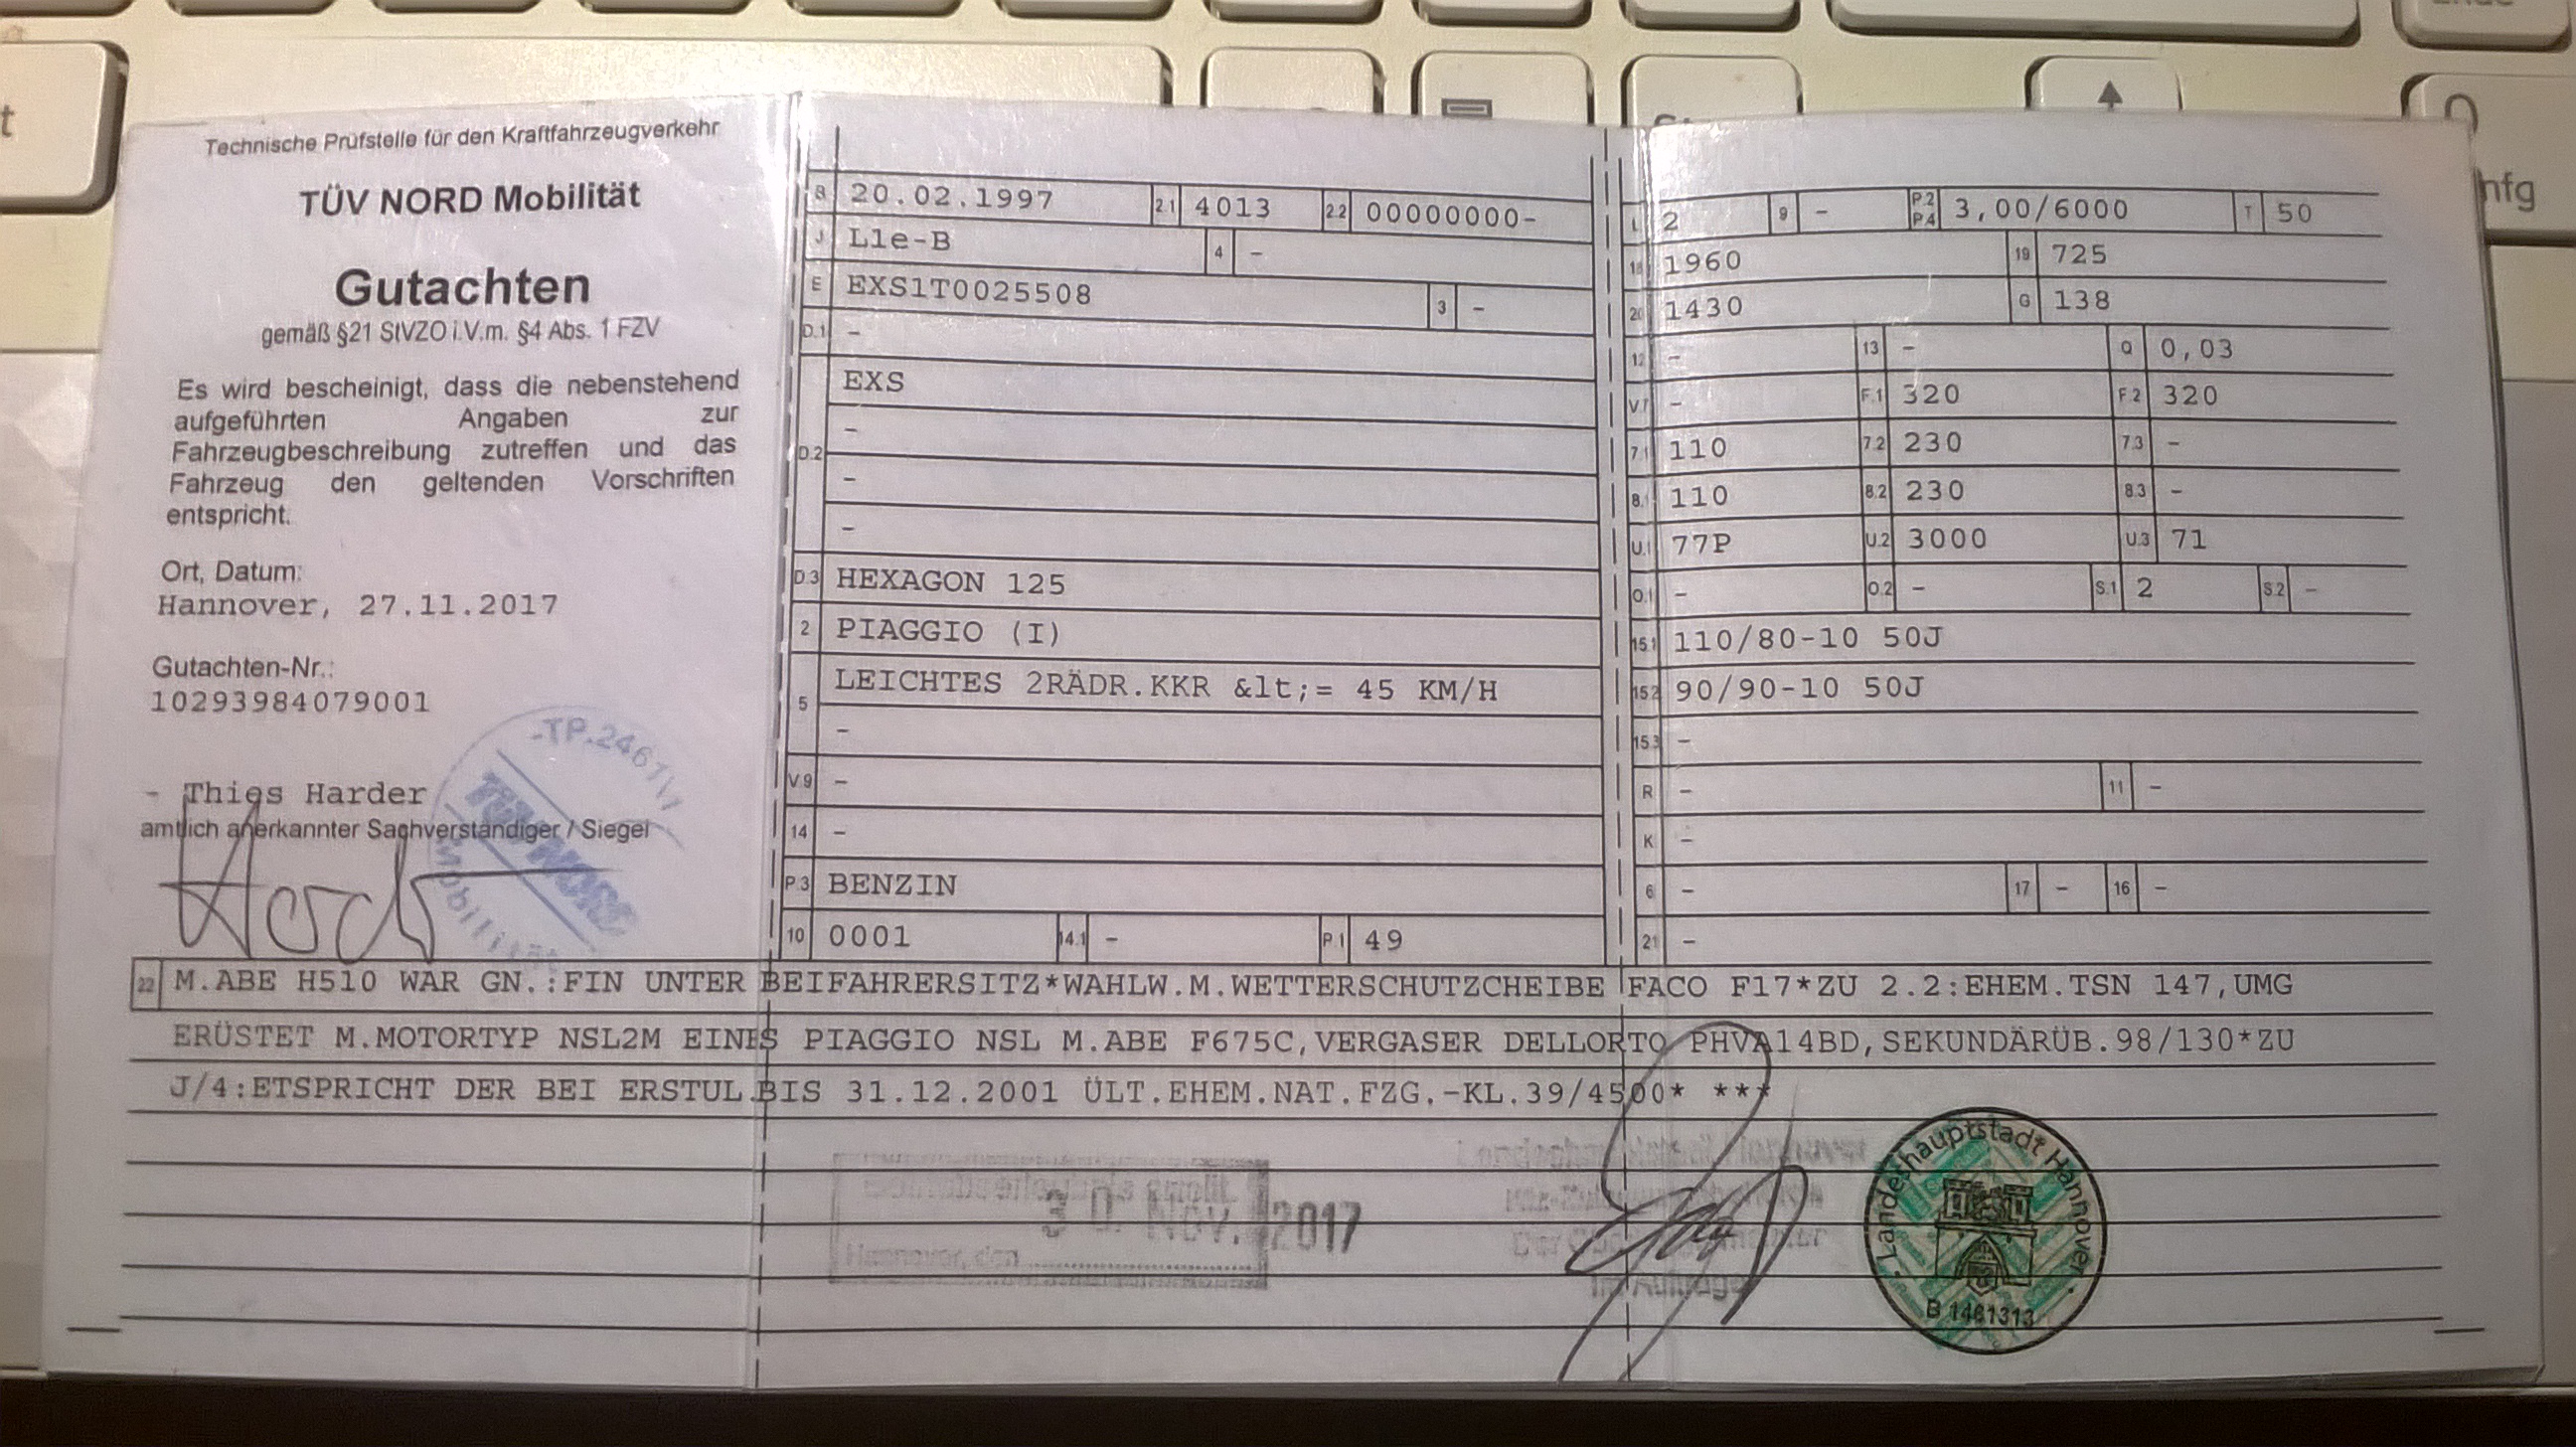 Technische Prüfstelle für den Kraftfahrzeugverkehr
TÜV NORD Mobilität
Gutachten
gemäß §21 StVZO i.V.m. §4 Abs. 1 FZV
Es wird bescheinigt, dass die nebenstehend
aufgeführten Angaben zur
Fahrzeugbeschreibung zutreffen und das
Fahrzeug den geltenden Vorschriften
entspricht.
Ort, Datum:
Hannover, 27.11.2017
Gutachten-Nr.:
10293984079001
- Thies Harder
amtlich anerkannter Sachverständiger / Siegel
TÜV NORD
Mobilität
B 20.02.1997 2.1 4013 2.2 00000000-
J L1e-B 4 -
E EXS1T0025508 3 -
D.1 -
D.2 EXS
-
-
-
D.3 HEXAGON 125
2 PIAGGIO (I)
5 LEICHTES 2RÄDR.KKR &lt;= 45 KM/H
-
V.9 -
14 -
P.3 BENZIN
10 0001 14.1 - P.1 49
L 2 9 - P.2 P.4 3,00/6000 T 50
18 1960 19 725
20 1430 G 138
12 - 13 - Q 0,03
V.7 - F.1 320 F.2 320
7.1 110 7.2 230 7.3 -
8.1 110 8.2 230 8.3 -
U.1 77P U.2 3000 U.3 71
O.1 - O.2 - S.1 2 S.2 -
15.1 110/80-10 50J
15.2 90/90-10 50J
15.3 -
R - 11 -
K -
6 - 17 - 16 -
21 -
22 M.ABE H510 WAR GN.:FIN UNTER BEIFAHRERSITZ*WAHLW.M.WETTERSCHUTZCHEIBE FACO F17*ZU 2.2:EHEM.TSN 147,UMG
ERÜSTET M.MOTORTYP NSL2M EINES PIAGGIO NSL M.ABE F675C,VERGASER DELLORTO PHVA14BD,SEKUNDÄRÜB.98/130*ZU
J/4:ETSPRICHT DER BEI ERSTUL.BIS 31.12.2001 ÜLT.EHEM.NAT.FZG.-KL.39/4500* ***
30. Nov. 2017
Hannover, den
Landeshauptstadt Hannover
B 1461313
nfg